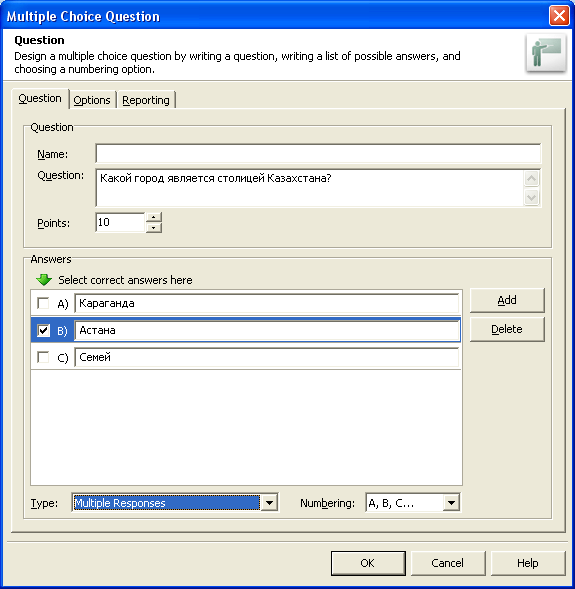 Multiple Choice Question
Question
Design a multiple choice question by writing a question, writing a list of possible answers, and
choosing a numbering option.
Question Options Reporting
Question
Name:
Question: Какой город является столицей Казахстана?
Points: 10
Answers
Select correct answers here
A) Караганда
B) Астана
C) Семей
Add
Delete
Type: Multiple Responses Numbering: A, B, C...
OK Cancel Help